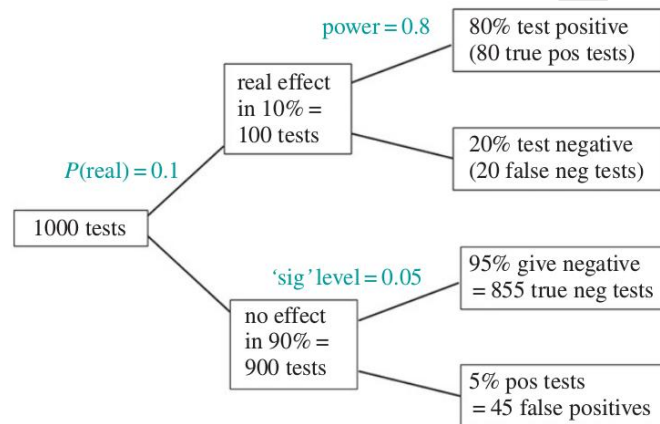 power = 0.8
80% test positive
(80 true pos tests)
real effect
in 10% =
100 tests
20% test negative
(20 false neg tests)
P(real) = 0.1
1000 tests
'sig' level = 0.05
95% give negative
= 855 true neg tests
no effect
in 90% =
900 tests
5% pos tests
= 45 false positives